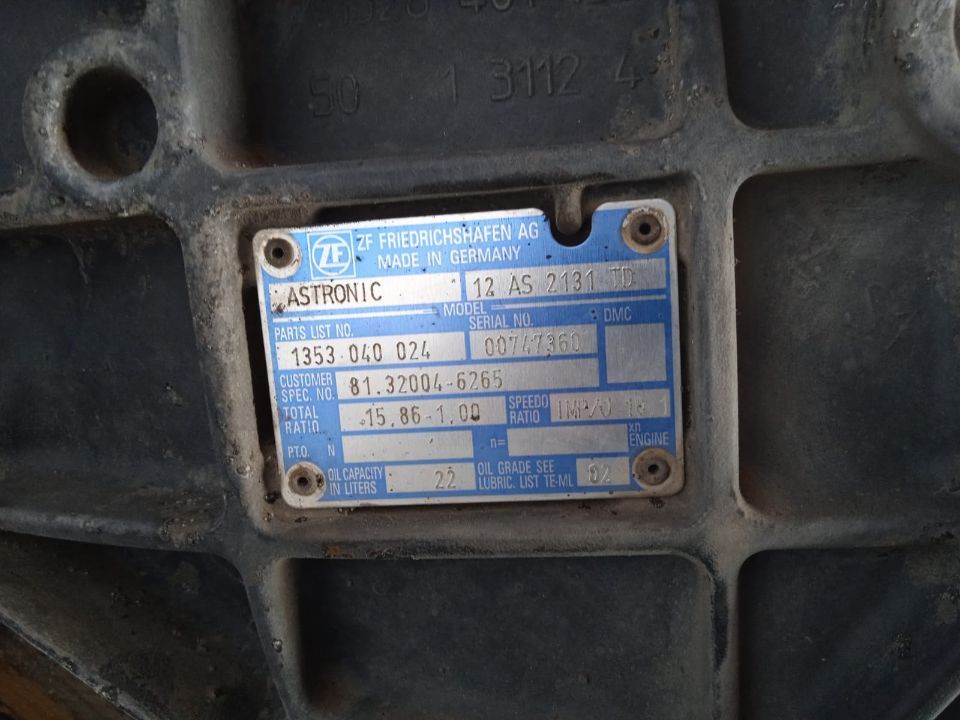 50 1 3112 4
ZF FRIEDRICHSHAFEN AG
MADE IN GERMANY
ASTRONIC 12 AS 2131 TD
MODEL
PARTS LIST NO. SERIAL NO. DMC
1353 040 024 00747360
CUSTOMER SPEC. NO. 81.32004-6265
TOTAL RATIO 15,86-1,00 SPEEDO RATIO IMP/U
P.T.O. N n= xn ENGINE
OIL CAPACITY IN LITERS 22 OIL GRADE SEE LUBRIC. LIST TE-ML 02